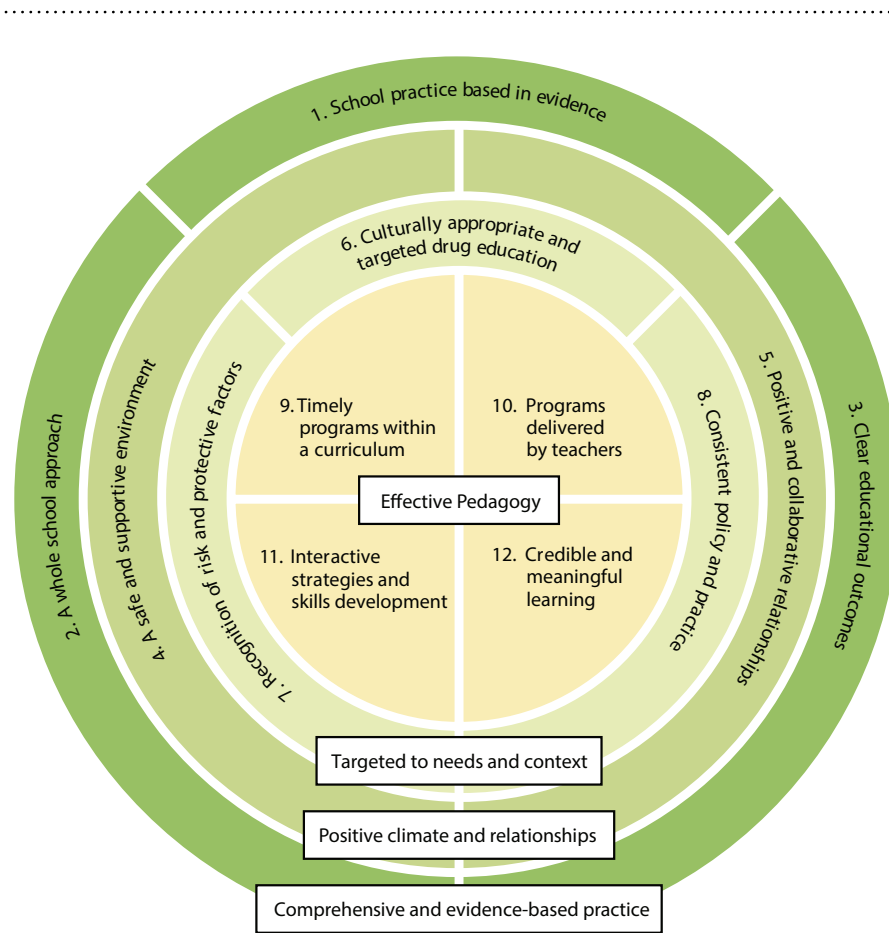 1. School practice based in evidence
6. Culturally appropriate and
targeted drug education
2. A whole school approach
4. A safe and supportive environment
7. Recognition of risk and protective factors
8. Consistent policy and practice
5. Positive and collaborative relationships
3. Clear educational outcomes
9. Timely
programs within
a curriculum
10. Programs
delivered
by teachers
Effective Pedagogy
11. Interactive
strategies and
skills development
12. Credible and
meaningful
learning
Targeted to needs and context
Positive climate and relationships
Comprehensive and evidence-based practice